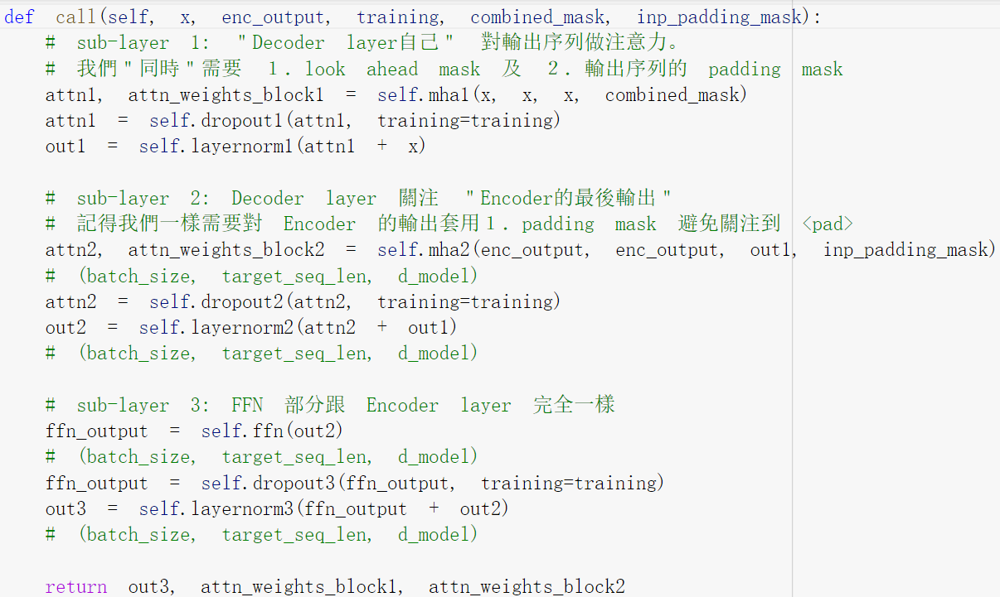 def call(self, x, enc_output, training, combined_mask, inp_padding_mask):
# sub-layer 1: "Decoder layer自己" 對輸出序列做注意力。
# 我們"同時"需要 1. look ahead mask 及 2. 輸出序列的 padding mask
attn1, attn_weights_block1 = self.mha1(x, x, x, combined_mask)
attn1 = self.dropout1(attn1, training=training)
out1 = self.layernorm1(attn1 + x)
# sub-layer 2: Decoder layer 關注 "Encoder的最後輸出"
# 記得我們一樣需要對 Encoder 的輸出套用1. padding mask 避免關注到 <pad>
attn2, attn_weights_block2 = self.mha2(enc_output, enc_output, out1, inp_padding_mask)
# (batch_size, target_seq_len, d_model)
attn2 = self.dropout2(attn2, training=training)
out2 = self.layernorm2(attn2 + out1)
# (batch_size, target_seq_len, d_model)
# sub-layer 3: FFN 部分跟 Encoder layer 完全一樣
ffn_output = self.ffn(out2)
# (batch_size, target_seq_len, d_model)
ffn_output = self.dropout3(ffn_output, training=training)
out3 = self.layernorm3(ffn_output + out2)
# (batch_size, target_seq_len, d_model)
return out3, attn_weights_block1, attn_weights_block2